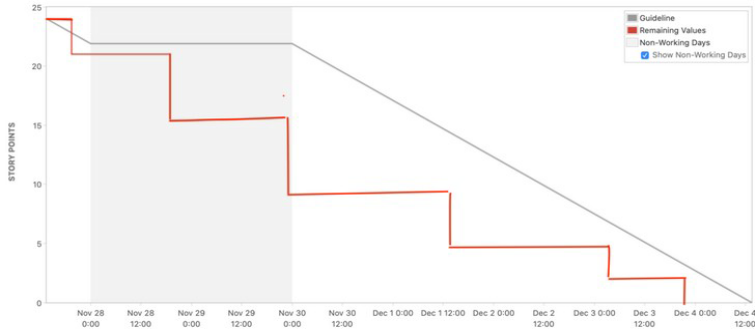 25
Guideline
Remaining Values
Non-Working Days
Show Non-Working Days
20
15
10
5
0
STORY POINTS
Nov 28 0:00
Nov 28 12:00
Nov 29 0:00
Nov 29 12:00
Nov 30 0:00
Nov 30 12:00
Dec 1 0:00
Dec 1 12:00
Dec 2 0:00
Dec 2 12:00
Dec 3 0:00
Dec 3 12:00
Dec 4 0:00
12:00